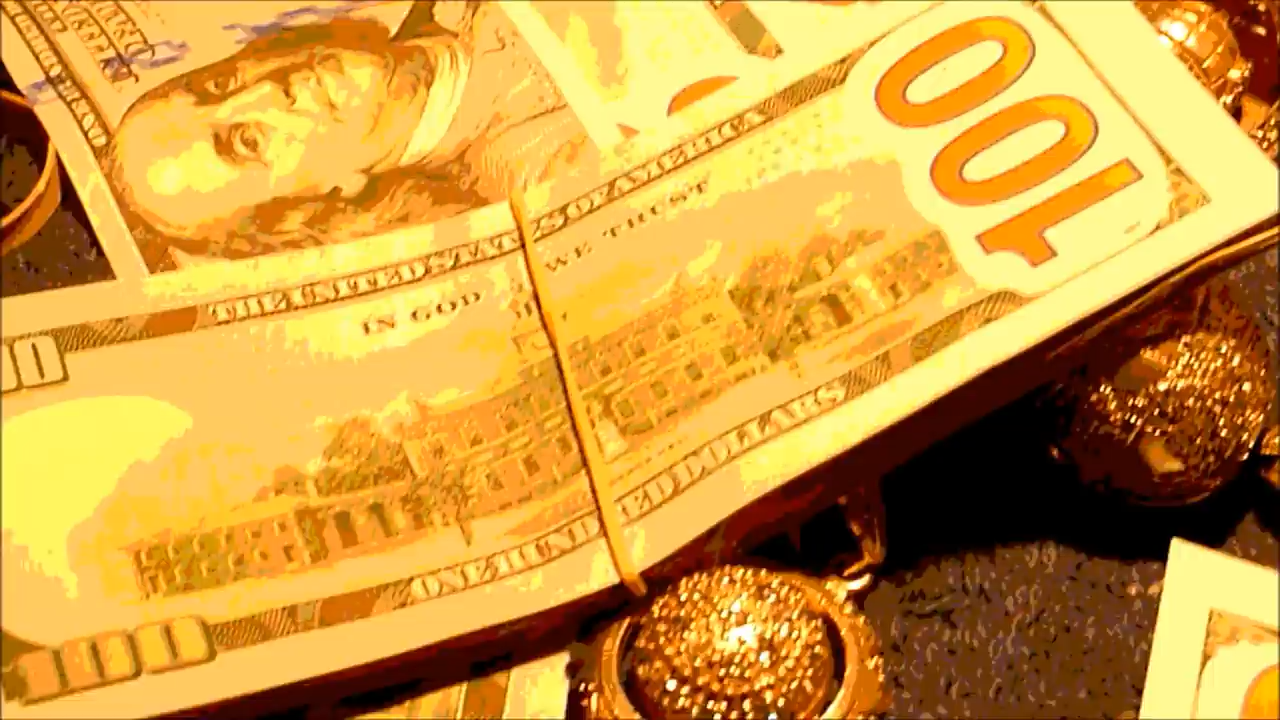 100
THE UNITED STATES OF AMERICA
IN GOD WE TRUST
ONE HUNDRED DOLLARS
100